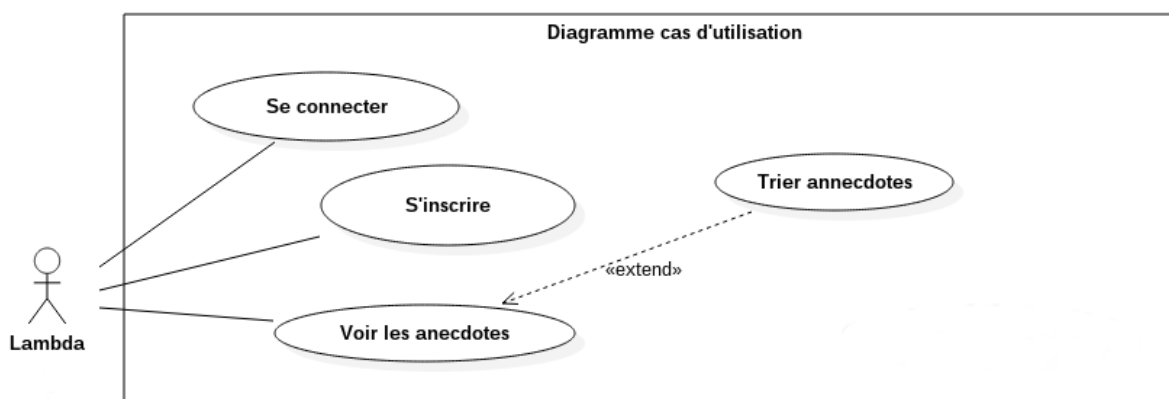 Diagramme cas d'utilisation
Se connecter
S'inscrire
Trier annecdotes
«extend»
Voir les anecdotes
Lambda